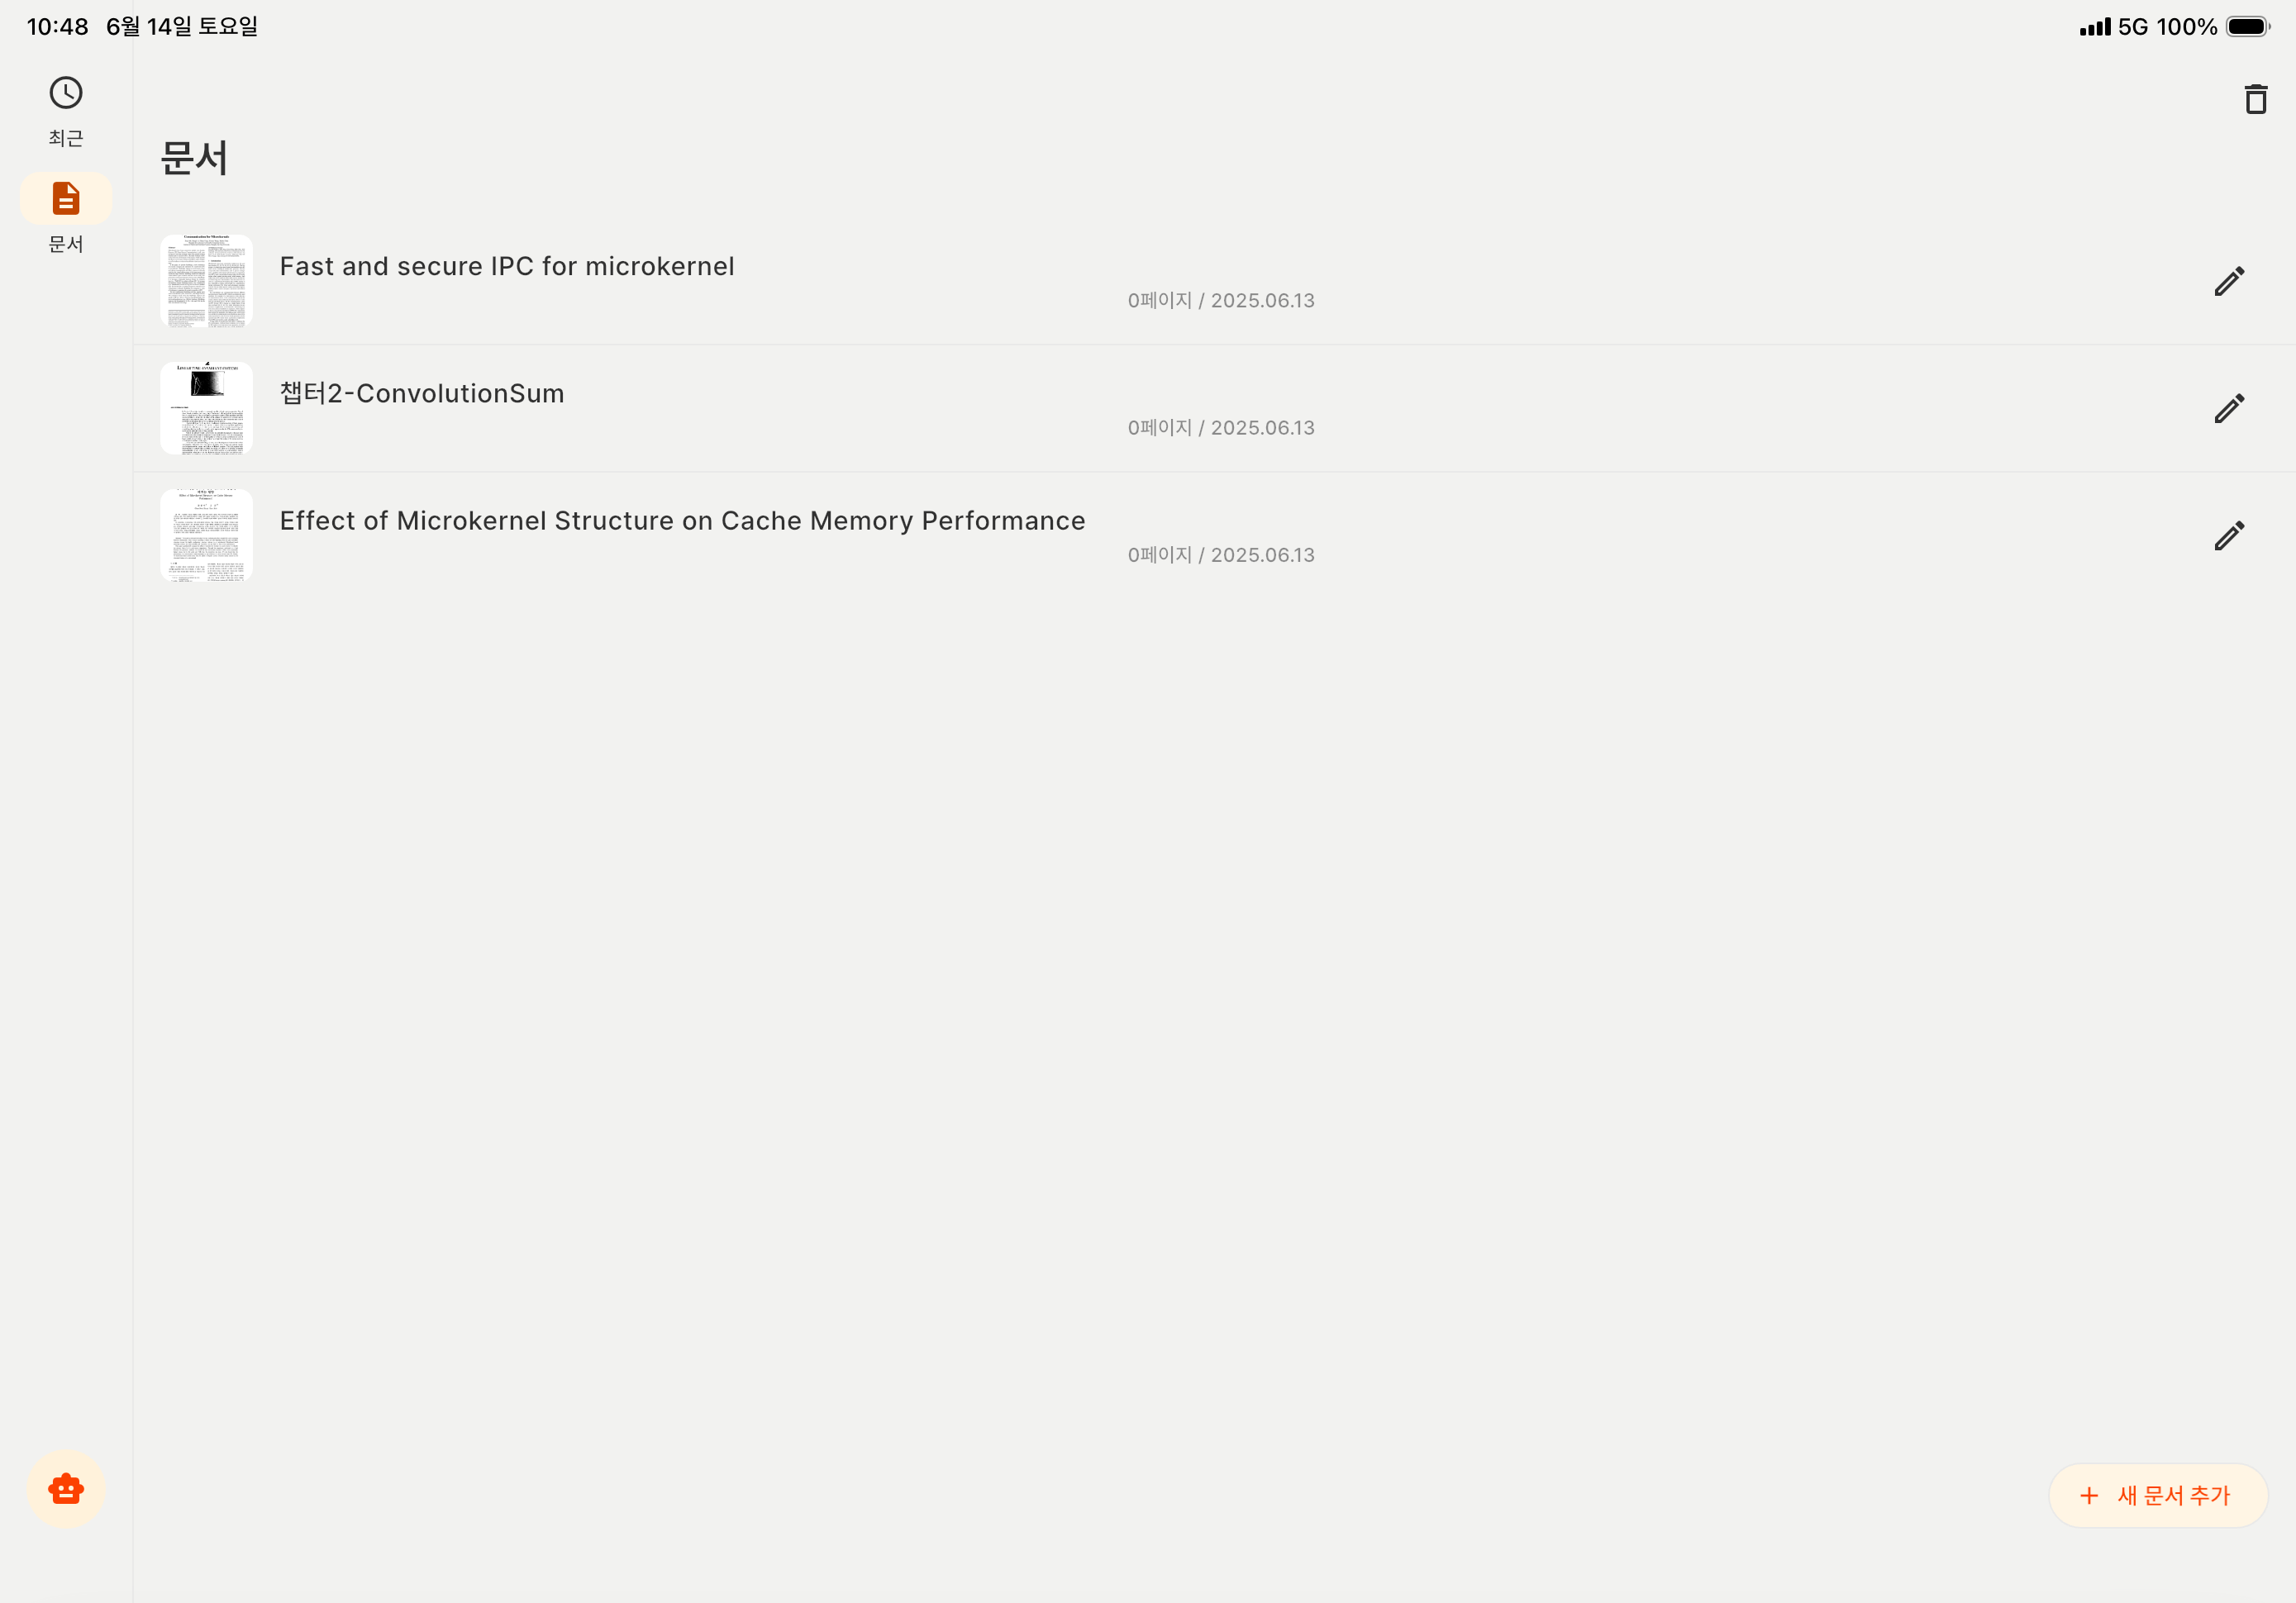 10:48 6월 14일 토요일
5G 100%
최근
문서
문서
Fast and secure IPC for microkernel
0페이지 / 2025.06.13
챕터2-ConvolutionSum
0페이지 / 2025.06.13
Effect of Microkernel Structure on Cache Memory Performance
0페이지 / 2025.06.13
+ 새 문서 추가